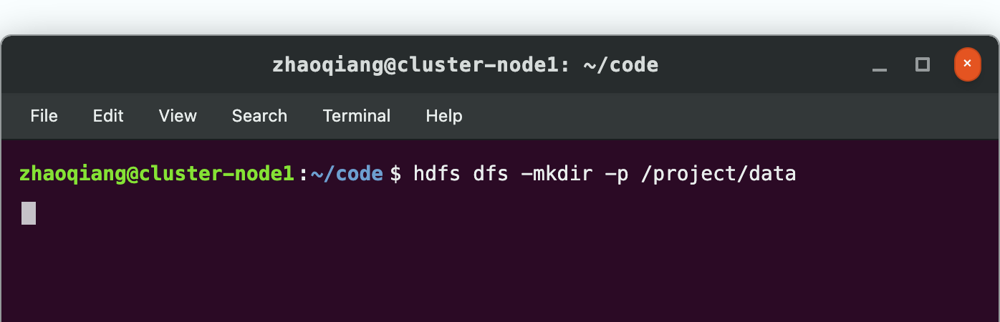 zhaoqiang@cluster-node1: ~/code
File Edit View Search Terminal Help
zhaoqiang@cluster-node1:~/code$ hdfs dfs -mkdir -p /project/data